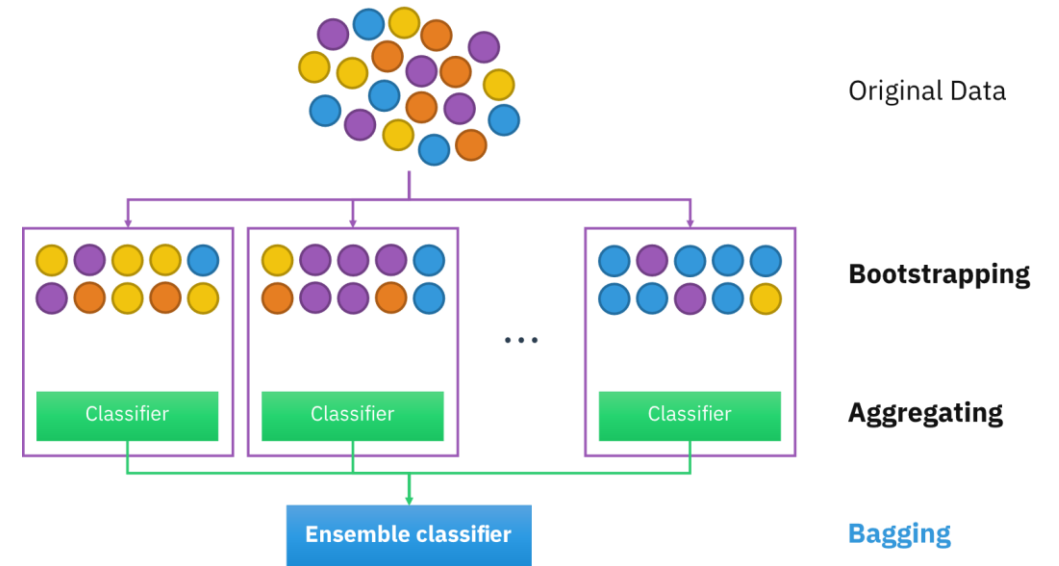 Original Data
Bootstrapping
...
Classifier
Classifier
Classifier
Aggregating
Ensemble classifier
Bagging